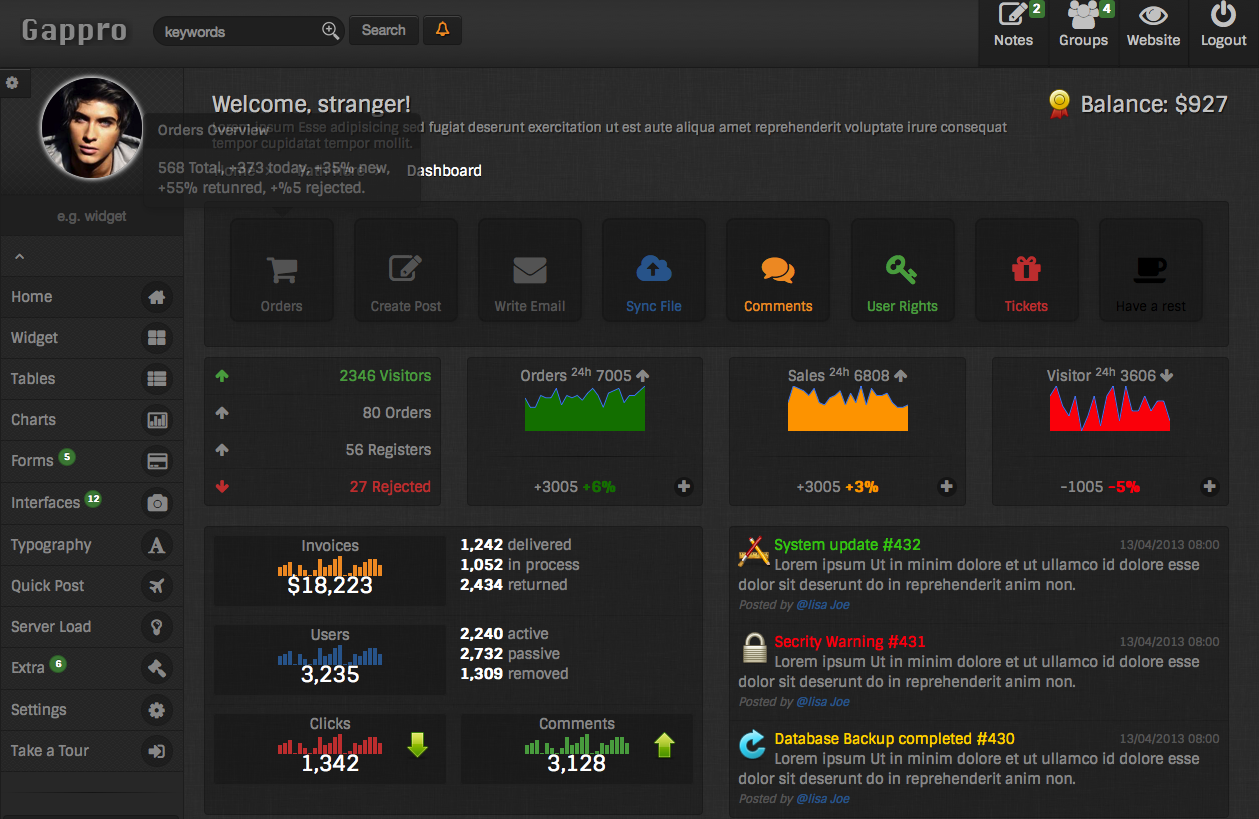 Gappro
keywords
Search
2
Notes
4
Groups
Website
Logout
Welcome, stranger!
Balance: $927
Lorem ipsum Esse adipisicing sed fugiat deserunt exercitation ut est aute aliqua amet reprehenderit voluptate irure consequat
tempor cupidatat tempor mollit.
Home
Path Here
Dashboard
Orders Overview
568 Total, +373 today, +35% new,
+55% retunred, +%5 rejected.
e.g. widget
Home
Widget
Tables
Charts
Forms 5
Interfaces 12
Typography
Quick Post
Server Load
Extra 6
Settings
Take a Tour
Orders
Create Post
Write Email
Sync File
Comments
User Rights
Tickets
Have a rest
2346 Visitors
80 Orders
56 Registers
27 Rejected
Orders 24h 7005
+3005 +6%
Sales 24h 6808
+3005 +3%
Visitor 24h 3606
-1005 -5%
Invoices
$18,223
1,242 delivered
1,052 in process
2,434 returned
Users
3,235
2,240 active
2,732 passive
1,309 removed
Clicks
1,342
Comments
3,128
System update #432
13/04/2013 08:00
Lorem ipsum Ut in minim dolore et ut ullamco id dolore esse
dolor sit deserunt do in reprehenderit anim non.
Posted by @lisa Joe
Secrity Warning #431
13/04/2013 08:00
Lorem ipsum Ut in minim dolore et ut ullamco id dolore esse
dolor sit deserunt do in reprehenderit anim non.
Posted by @lisa Joe
Database Backup completed #430
13/04/2013 08:00
Lorem ipsum Ut in minim dolore et ut ullamco id dolore esse
dolor sit deserunt do in reprehenderit anim non.
Posted by @lisa Joe